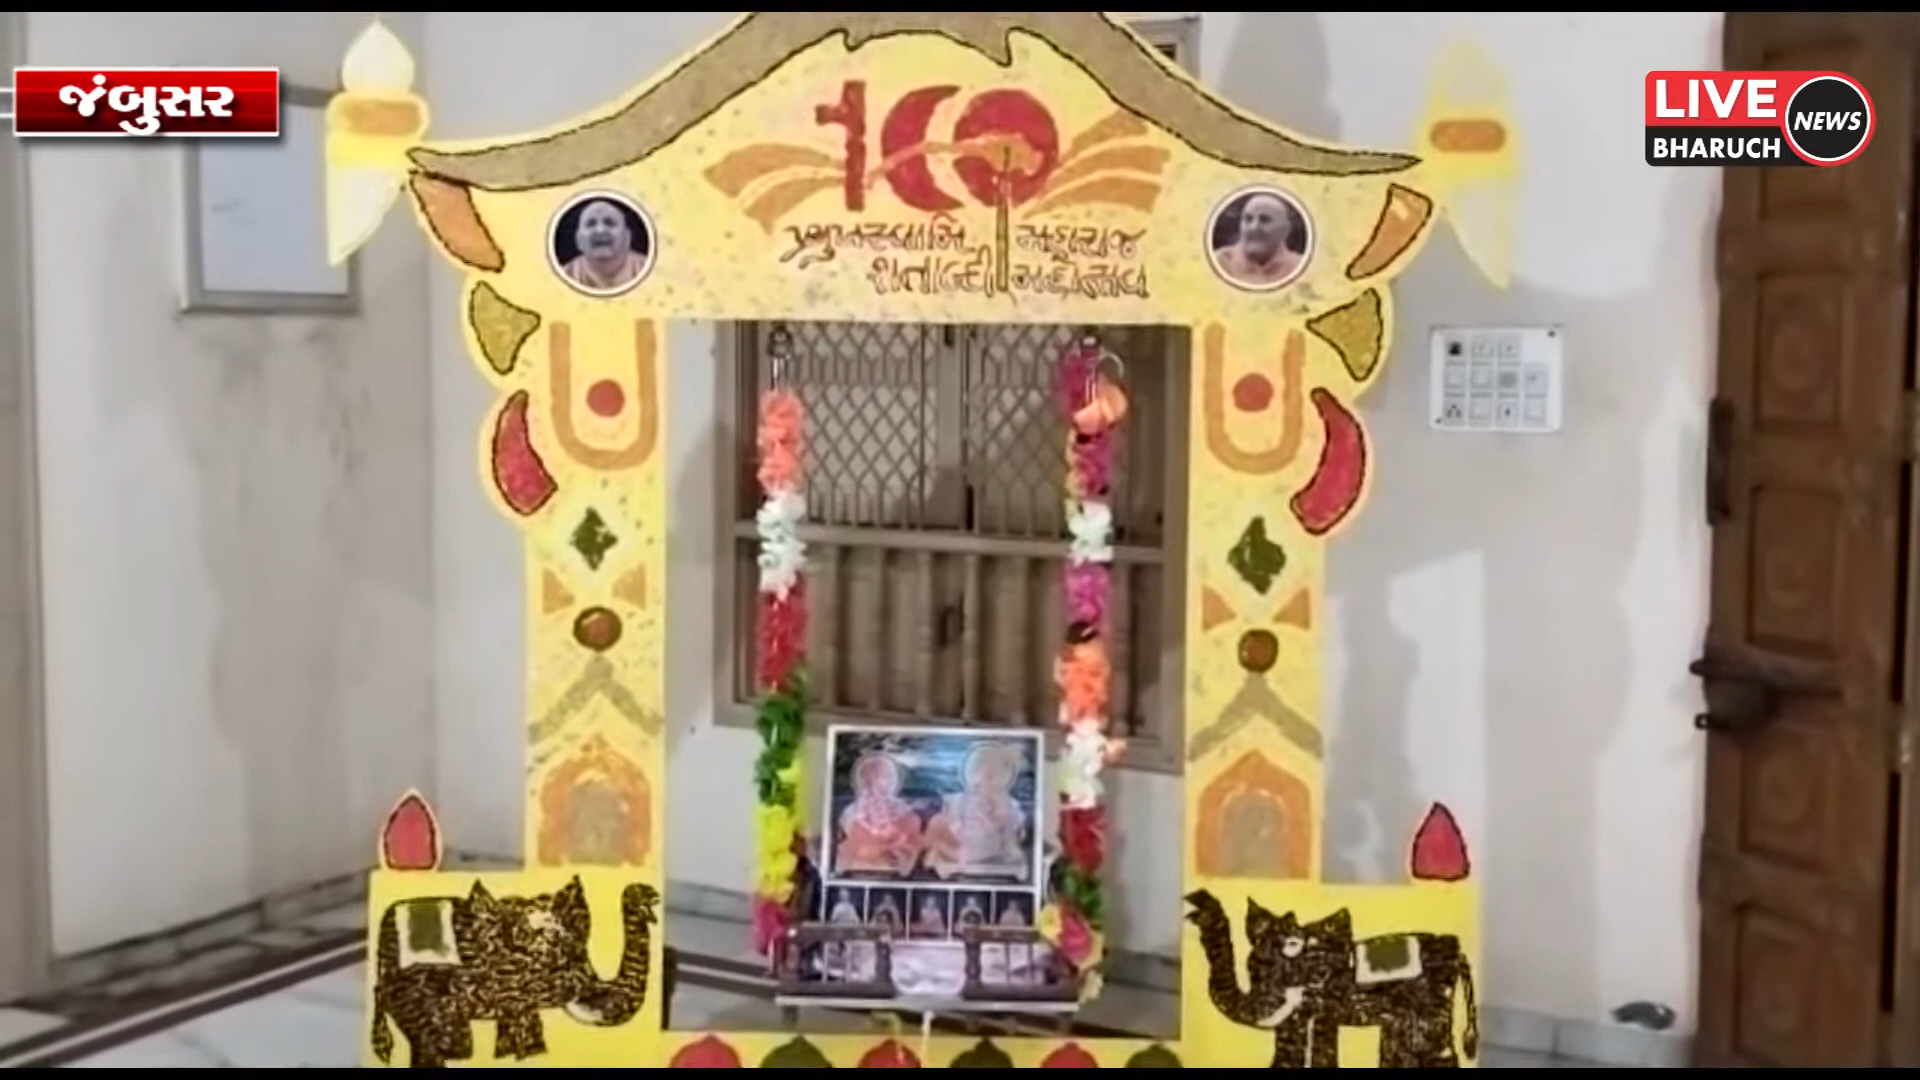 જંબુસર
LIVE
BHARUCH
NEWS
100
પ્રમુખસ્વામિ મહારાજ
શતાબ્દી મહોત્સવ